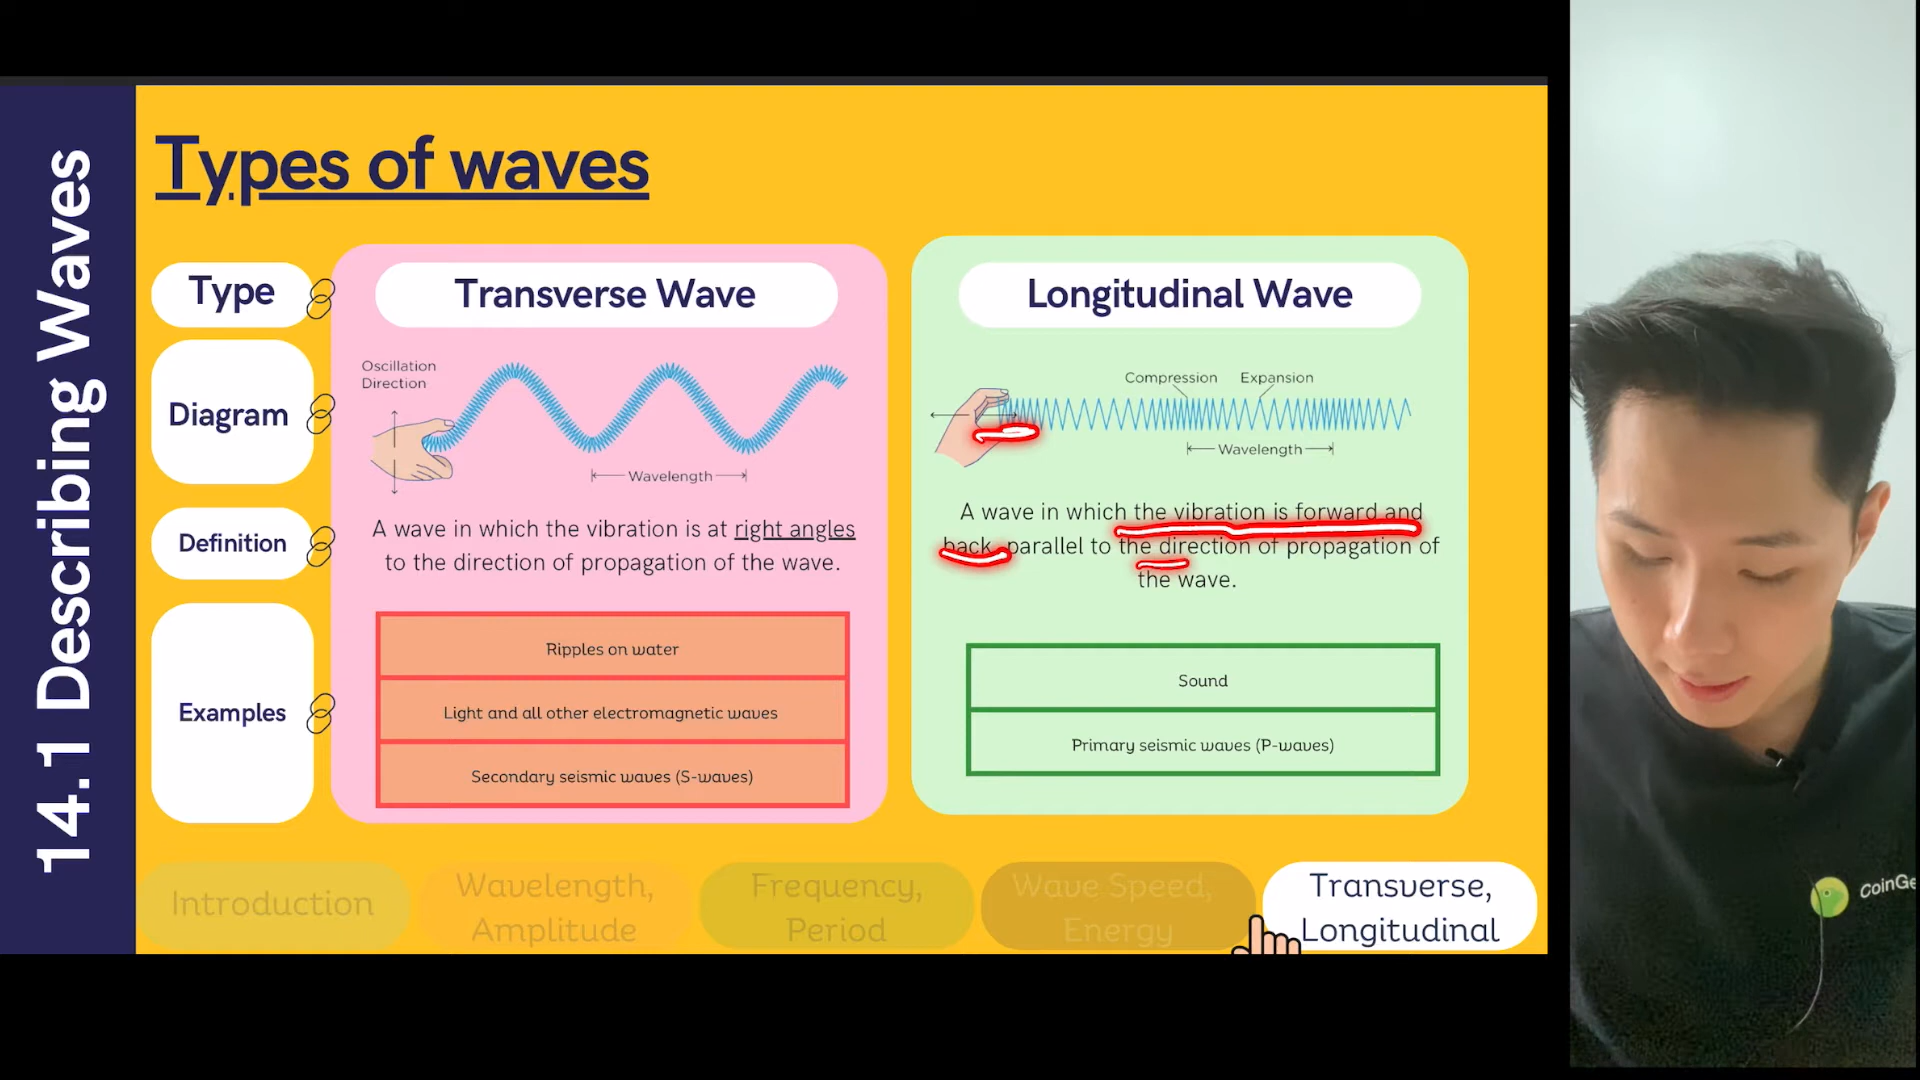 14.1 Describing Waves
Types of waves
Type
Transverse Wave
Longitudinal Wave
Diagram
Oscillation
Direction
Wavelength
Compression
Expansion
Wavelength
Definition
A wave in which the vibration is at right angles
to the direction of propagation of the wave.
A wave in which the vibration is forward and
back, parallel to the direction of propagation of
the wave.
Examples
Ripples on water
Light and all other electromagnetic waves
Secondary seismic waves (S-waves)
Sound
Primary seismic waves (P-waves)
Introduction
Wavelength,
Amplitude
Frequency,
Period
Wave Speed,
Energy
Transverse,
Longitudinal
CoinGe